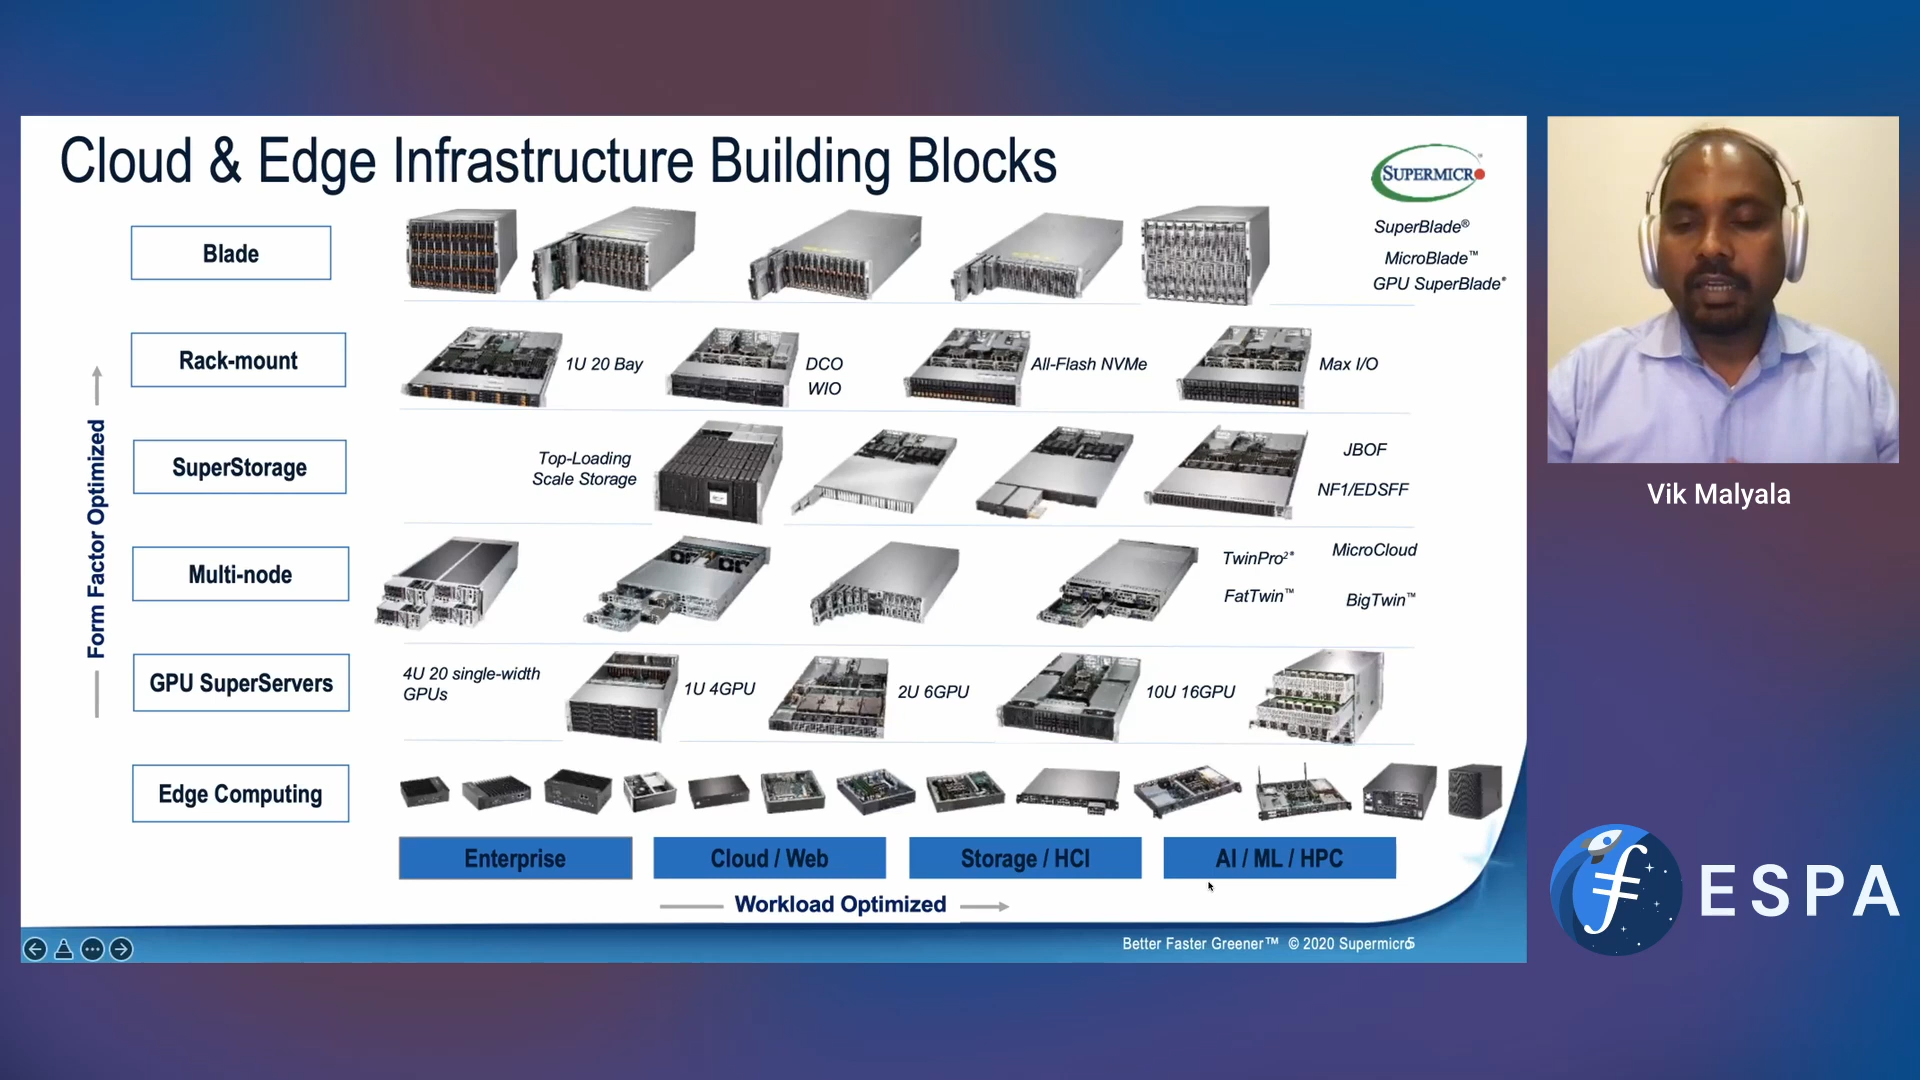 Cloud & Edge Infrastructure Building Blocks
SUPERMICRO
Blade
SuperBlade®
MicroBlade™
GPU SuperBlade®
Rack-mount
1U 20 Bay
DCO
WIO
All-Flash NVMe
Max I/O
SuperStorage
Top-Loading
Scale Storage
JBOF
NF1/EDSFF
Multi-node
TwinPro²®
MicroCloud
FatTwin™
BigTwin™
GPU SuperServers
4U 20 single-width
GPUs
1U 4GPU
2U 6GPU
10U 16GPU
Edge Computing
Form Factor Optimized
Enterprise
Cloud / Web
Storage / HCI
AI / ML / HPC
Workload Optimized
Better Faster Greener™ © 2020 Supermicro
5
Vik Malyala
ESPA